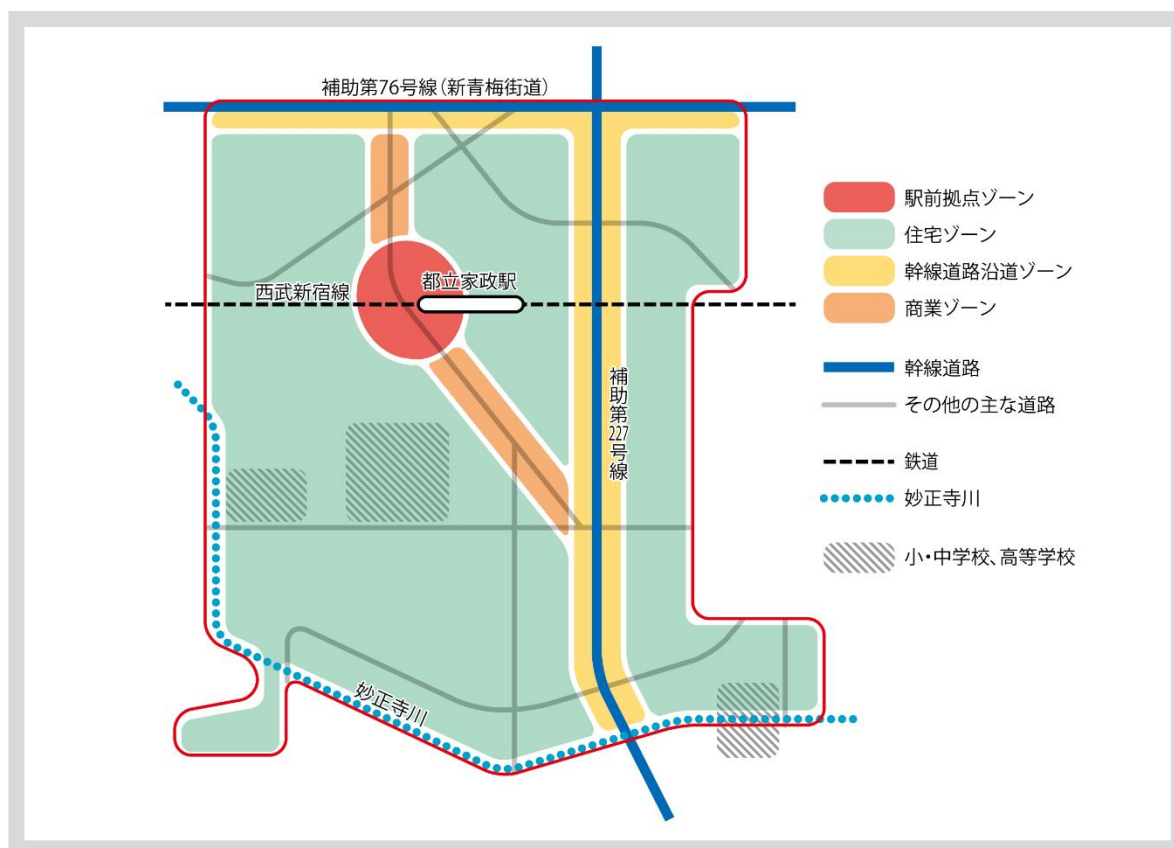 補助第76号線(新青梅街道)
駅前拠点ゾーン
住宅ゾーン
幹線道路沿道ゾーン
商業ゾーン
都立家政駅
西武新宿線
補助第227号線
幹線道路
その他の主な道路
鉄道
妙正寺川
小・中学校、高等学校
妙正寺川